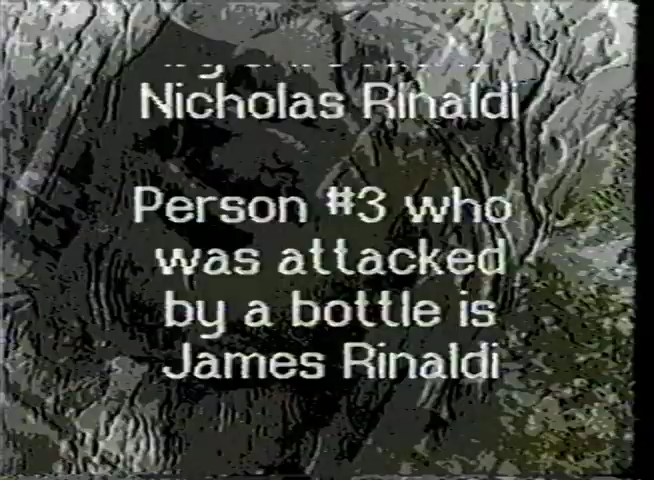 Nicholas Rinaldi
Person #3 who
was attacked
by a bottle is
James Rinaldi